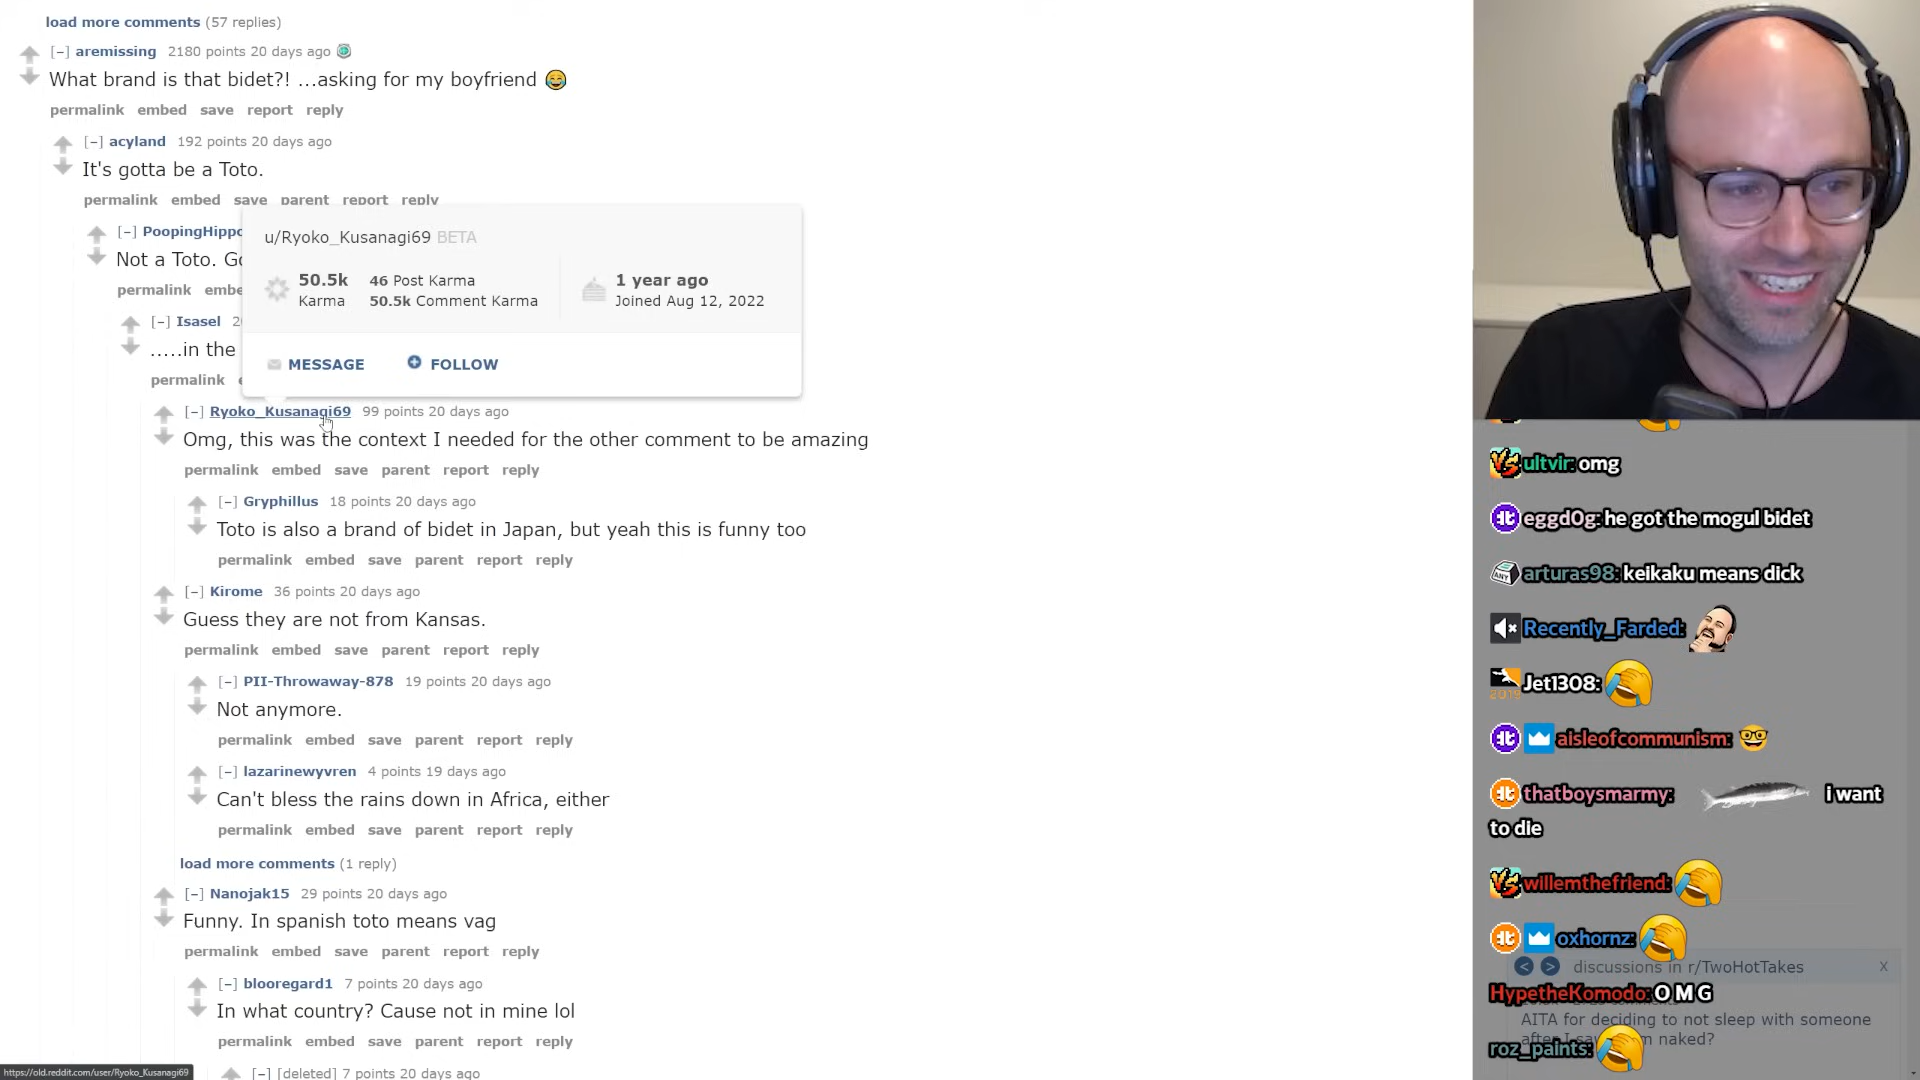 load more comments (57 replies)
[–] aremissing 2180 points 20 days ago
What brand is that bidet?! ...asking for my boyfriend 😂
permalink embed save report reply
[–] acyland 192 points 20 days ago
It's gotta be a Toto.
permalink embed save parent report reply
[–] PoopingHippo
Not a Toto.
permalink
[–] Isasel
.....in the
permalink
u/Ryoko_Kusanagi69 BETA
50.5k
Karma
46 Post Karma
50.5k Comment Karma
1 year ago
Joined Aug 12, 2022
MESSAGE FOLLOW
[–] Ryoko_Kusanagi69 99 points 20 days ago
Omg, this was the context I needed for the other comment to be amazing
permalink embed save parent report reply
[–] Gryphillus 18 points 20 days ago
Toto is also a brand of bidet in Japan, but yeah this is funny too
permalink embed save parent report reply
[–] Kirome 36 points 20 days ago
Guess they are not from Kansas.
permalink embed save parent report reply
[–] PII-Throwaway-878 19 points 20 days ago
Not anymore.
permalink embed save parent report reply
[–] lazarinewyvren 4 points 19 days ago
Can't bless the rains down in Africa, either
permalink embed save parent report reply
load more comments (1 reply)
[–] Nanojak15 29 points 20 days ago
Funny. In spanish toto means vag
permalink embed save parent report reply
[–] blooregard1 7 points 20 days ago
In what country? Cause not in mine lol
permalink embed save parent report reply
[–] [deleted] 7 points 20 days ago
https://old.reddit.com/user/Ryoko_Kusanagi69
ultvir: omg
eggd0g: he got the mogul bidet
arturas98: keikaku means dick
Recently_Farded:
Jet1308: 🤣
aisleofcommunism: 🤓
thatboysmarmy: i want
to die
willemthefriend:
oxhornz:
< > discussions in r/TwoHotTakes X
HypetheKomodo: O M G
AITA for deciding to not sleep with someone
naked?
roz_paints: